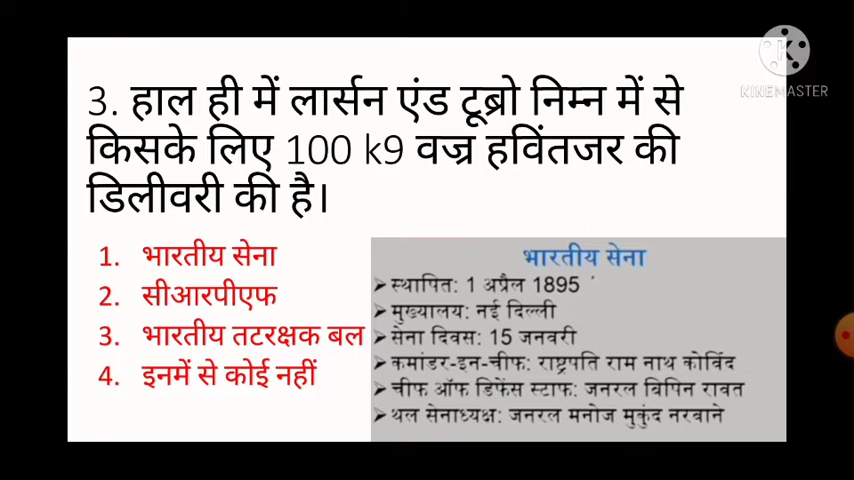 3. हाल ही में लार्सन एंड टूब्रो निम्न में से
किसके लिए 100 k9 वज्र हविंतजर की
डिलीवरी की है।
1. भारतीय सेना
2. सीआरपीएफ
3. भारतीय तटरक्षक बल
4. इनमें से कोई नहीं
भारतीय सेना
➤स्थापित: 1 अप्रैल 1895
➤मुख्यालय: नई दिल्ली
➤सेना दिवस: 15 जनवरी
➤कमांडर-इन-चीफ: राष्ट्रपति राम नाथ कोविंद
➤चीफ ऑफ डिफेंस स्टाफ: जनरल बिपिन रावत
➤थल सेनाध्यक्ष: जनरल मनोज मुकुंद नरवाने
K
KINEMASTER